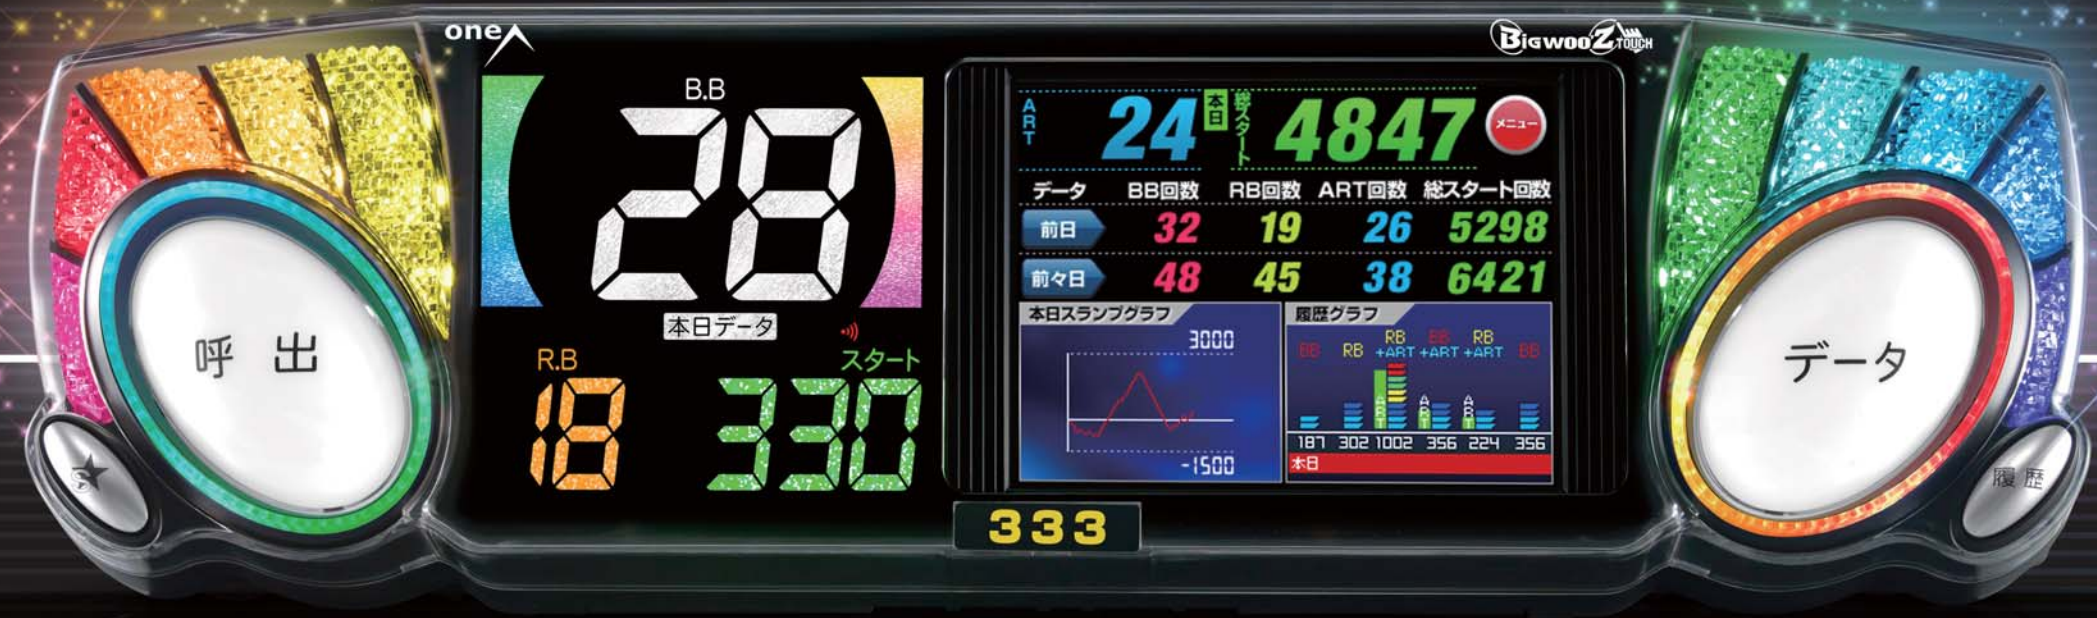 one
BIGWOOZ TOUCH
呼出
B.B
28
本日データ
R.B
18
スタート
330
ART
24
本日
総スタート
4847
メニュー
データ BB回数 RB回数 ART回数 総スタート回数
前日 32 19 26 5298
前々日 48 45 38 6421
本日スランプグラフ
3000
-1500
履歴グラフ
BB RB RB+ART BB+ART RB+ART BB
ART ART ART
187 302 1002 356 224 356
本日
333
データ
履歴